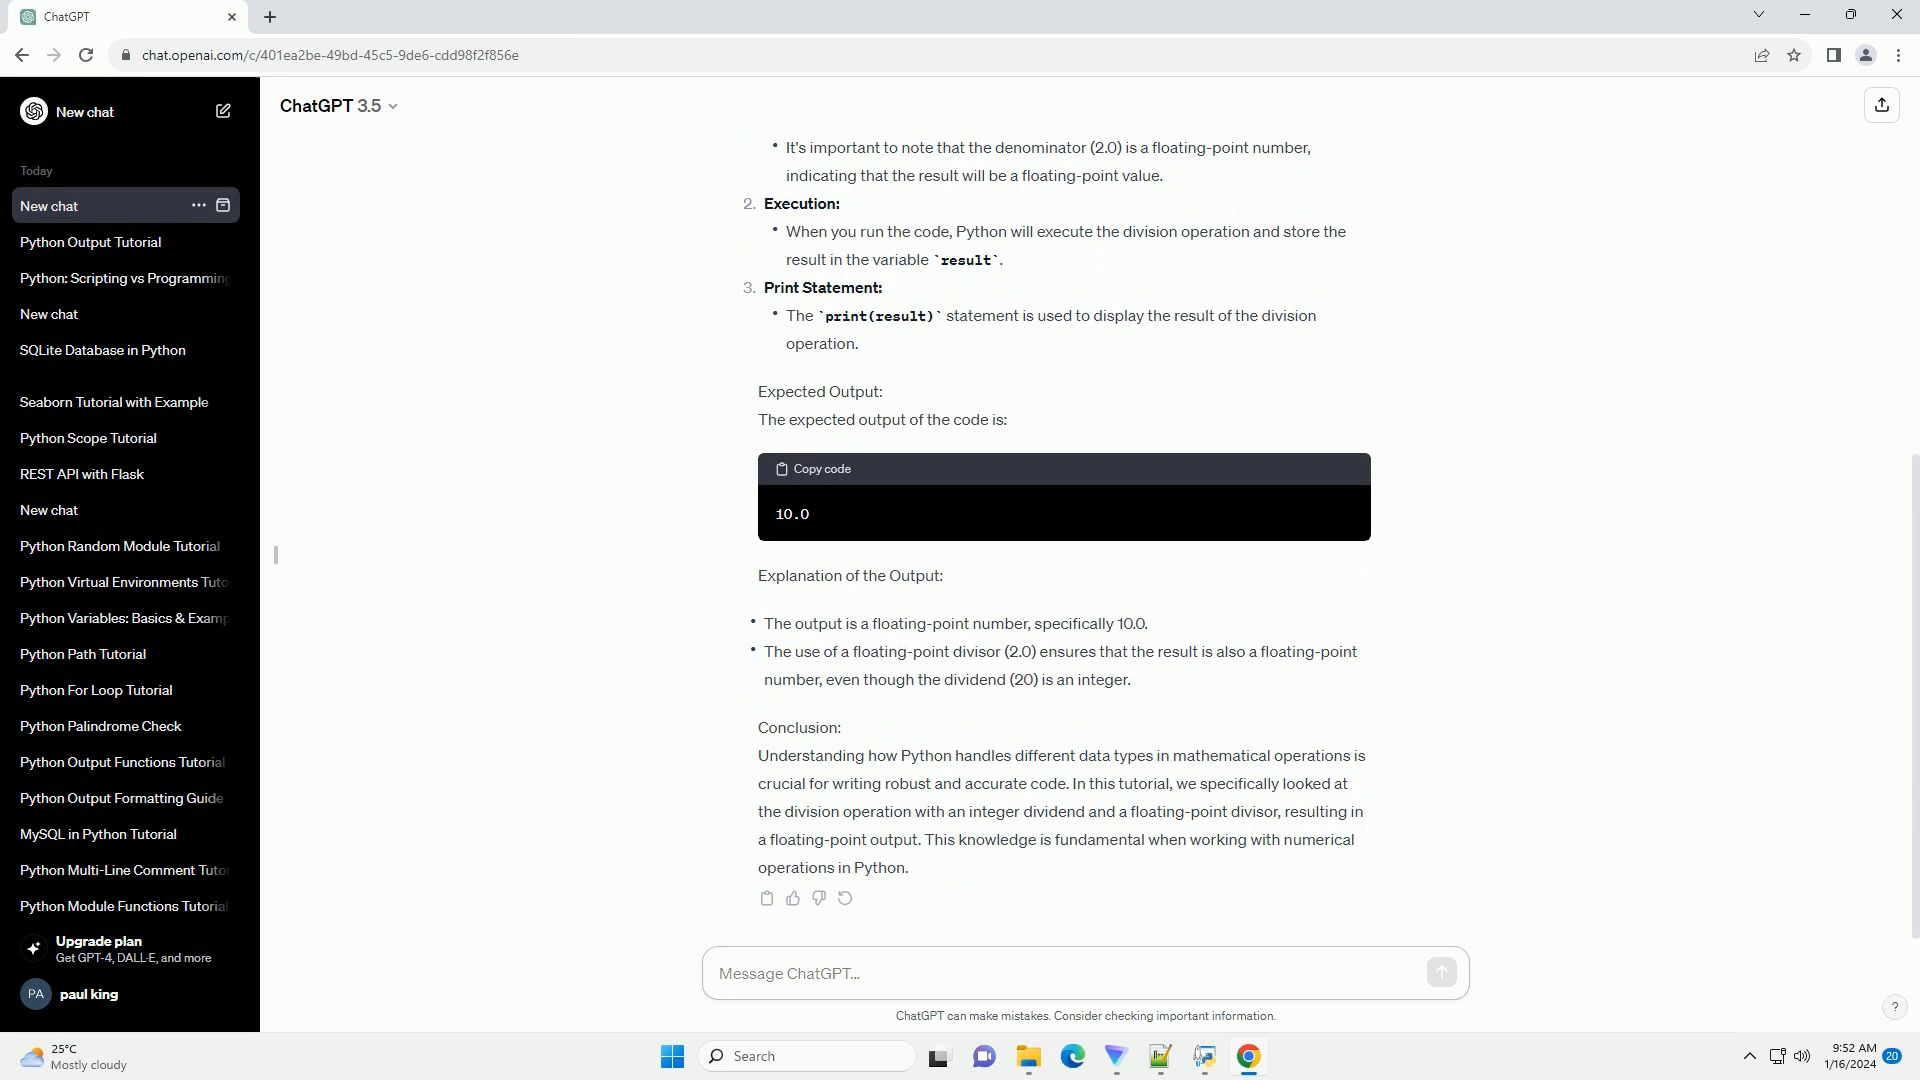 ChatGPT
chat.openai.com/c/401ea2be-49bd-45c5-9de6-cdd98f2f856e
New chat
Today
New chat
Python Output Tutorial
Python: Scripting vs Programming
New chat
SQLite Database in Python
Seaborn Tutorial with Example
Python Scope Tutorial
REST API with Flask
New chat
Python Random Module Tutorial
Python Virtual Environments Tuto
Python Variables: Basics & Examp
Python Path Tutorial
Python For Loop Tutorial
Python Palindrome Check
Python Output Functions Tutorial
Python Output Formatting Guide
MySQL in Python Tutorial
Python Multi-Line Comment Tuto
Python Module Functions Tutorial
Upgrade plan
Get GPT-4, DALL·E, and more
PA paul king
ChatGPT 3.5
• It's important to note that the denominator (2.0) is a floating-point number,
indicating that the result will be a floating-point value.
2. Execution:
• When you run the code, Python will execute the division operation and store the
result in the variable `result`.
3. Print Statement:
• The `print(result)` statement is used to display the result of the division
operation.
Expected Output:
The expected output of the code is:
Copy code
10.0
Explanation of the Output:
• The output is a floating-point number, specifically 10.0.
• The use of a floating-point divisor (2.0) ensures that the result is also a floating-point
number, even though the dividend (20) is an integer.
Conclusion:
Understanding how Python handles different data types in mathematical operations is
crucial for writing robust and accurate code. In this tutorial, we specifically looked at
the division operation with an integer dividend and a floating-point divisor, resulting in
a floating-point output. This knowledge is fundamental when working with numerical
operations in Python.
Message ChatGPT...
ChatGPT can make mistakes. Consider checking important information.
?
25°C
Mostly cloudy
Search
9:52 AM
1/16/2024
20